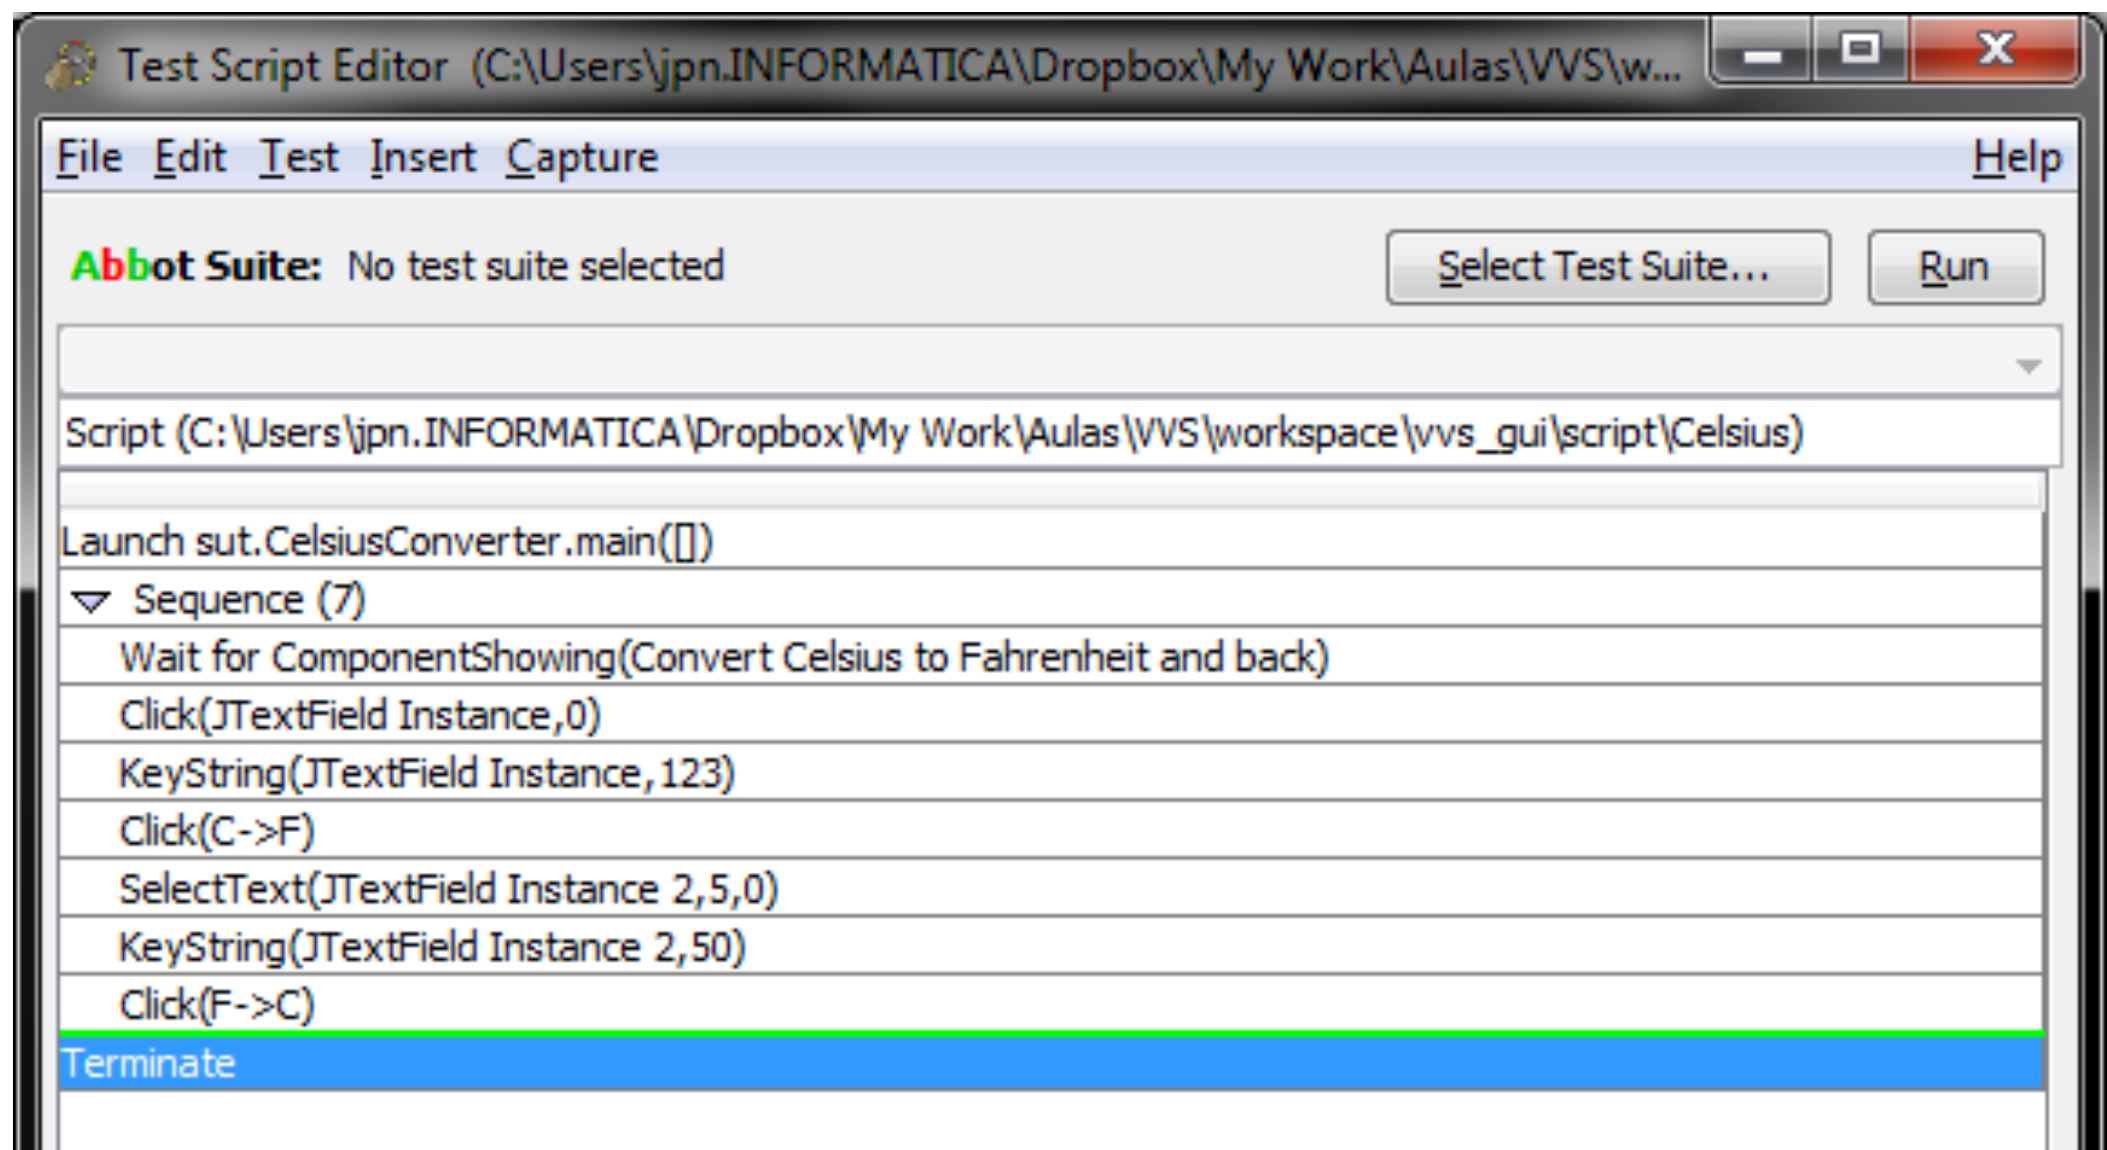 Test Script Editor (C:\Users\jpn.INFORMATICA\Dropbox\My Work\Aulas\VVS\w...
File Edit Test Insert Capture Help
Abbot Suite: No test suite selected Select Test Suite... Run
Script (C:\Users\jpn.INFORMATICA\Dropbox\My Work\Aulas\VVS\workspace\vvs_gui\script\Celsius)
Launch sut.CelsiusConverter.main([])
Sequence (7)
Wait for ComponentShowing(Convert Celsius to Fahrenheit and back)
Click(JTextField Instance,0)
KeyString(JTextField Instance,123)
Click(C->F)
SelectText(JTextField Instance 2,5,0)
KeyString(JTextField Instance 2,50)
Click(F->C)
Terminate